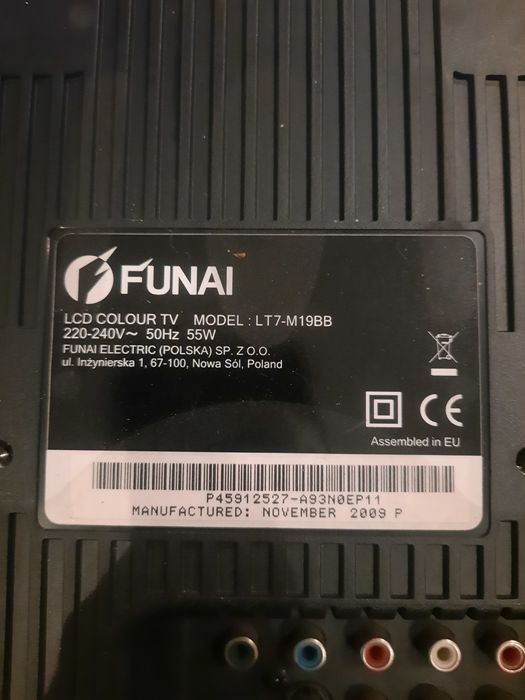 FUNAI
LCD COLOUR TV MODEL : LT7-M19BB
220-240V~ 50Hz 55W
FUNAI ELECTRIC (POLSKA) SP. Z O.O.
ul. Inżynierska 1, 67-100, Nowa Sól, Poland
CE
Assembled in EU
P45912527-A93N0EP11
MANUFACTURED: NOVEMBER 2009 P